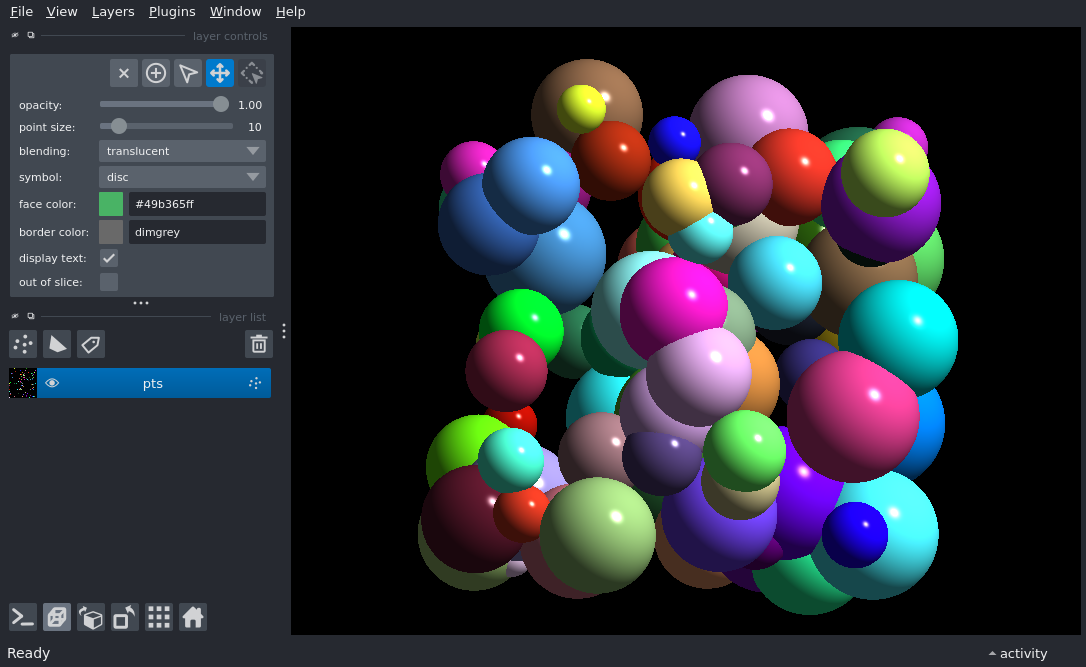 File View Layers Plugins Window Help
layer controls
opacity: 1.00
point size: 10
blending: translucent
symbol: disc
face color: #49b365ff
border color: dimgrey
display text:
out of slice:
layer list
pts
Ready
activity